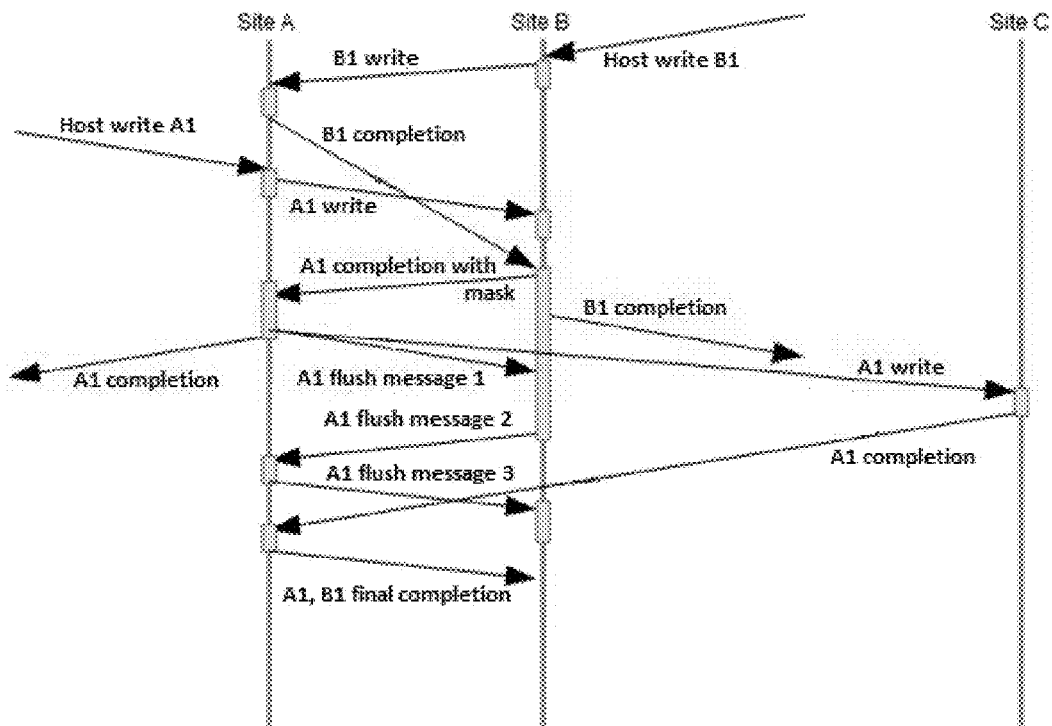 Site A
Site B
Site C
B1 write
Host write B1
Host write A1
B1 completion
A1 write
A1 completion with
mask
B1 completion
A1 completion
A1 flush message 1
A1 write
A1 flush message 2
A1 completion
A1 flush message 3
A1, B1 final completion